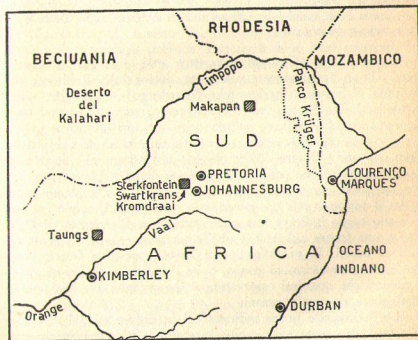 RHODESIA
BECIUANIA
MOZAMBICO
Limpopo
Deserto
del
Kalahari
Makapan
Parco Krüger
SUD
PRETORIA
Sterkfontein
Swartkrans
Kromdraai
JOHANNESBURG
LOURENÇO
MARQUES
Taungs
Vaal
AFRICA
OCEANO
INDIANO
KIMBERLEY
Orange
DURBAN